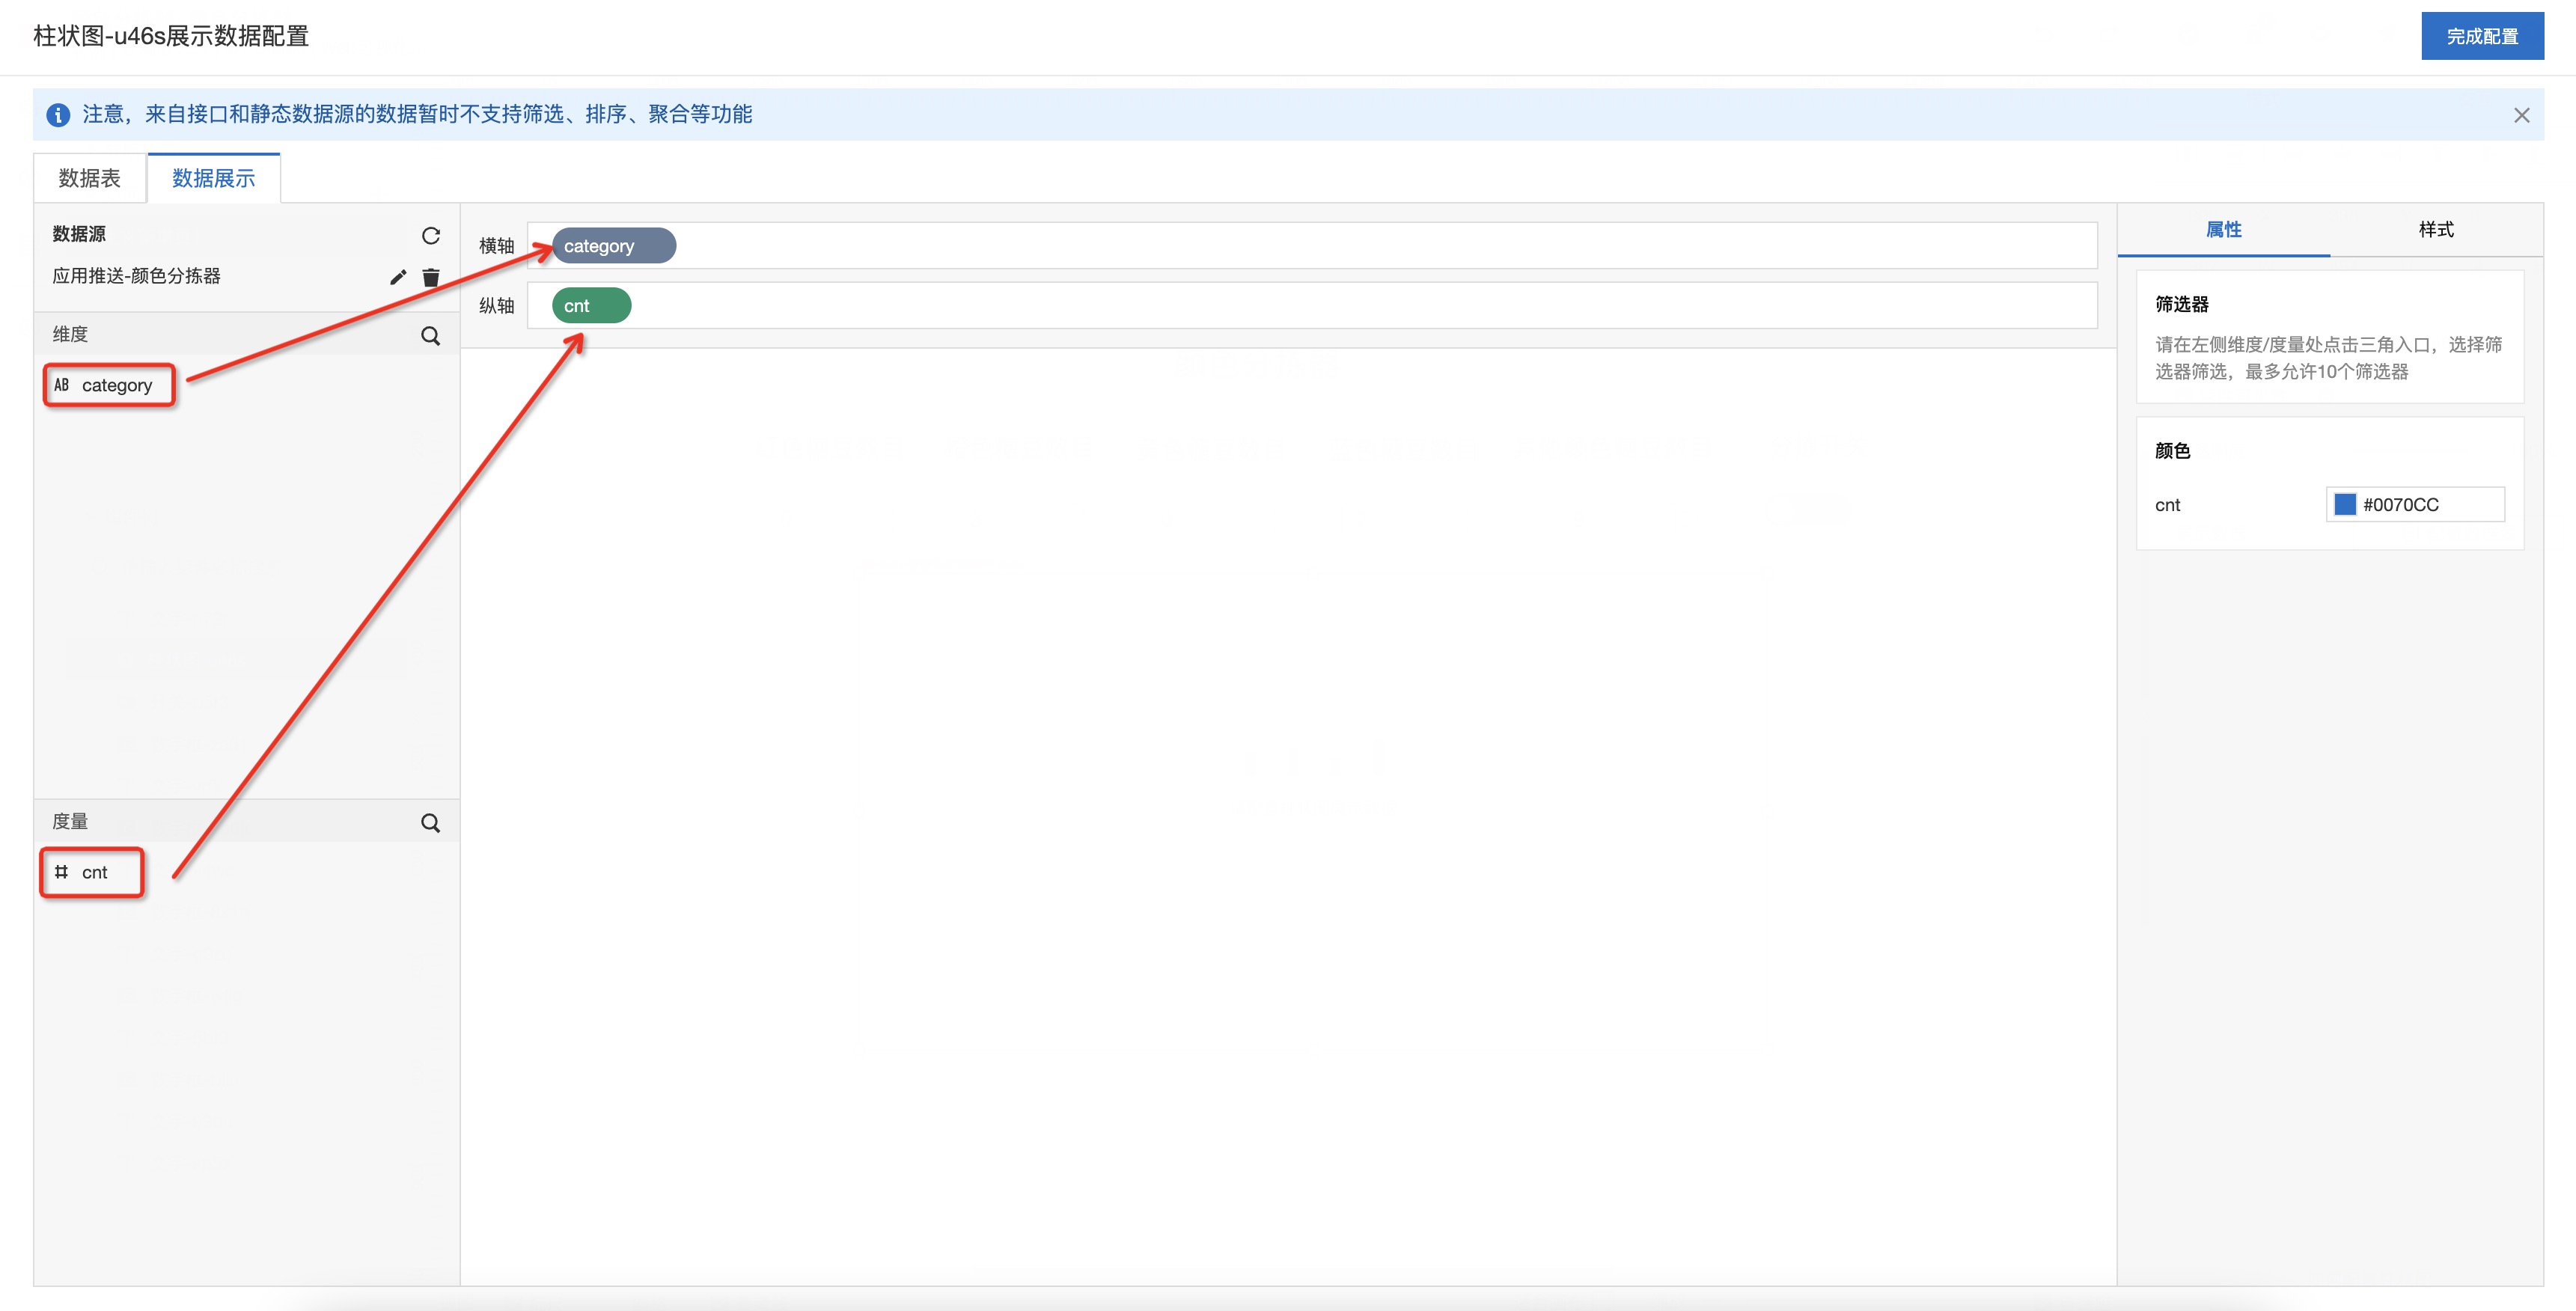 柱状图-u46s展示数据配置
完成配置
注意，来自接口和静态数据源的数据暂时不支持筛选、排序、聚合等功能
数据表
数据展示
数据源
应用推送-颜色分拣器
维度
AB category
度量
cnt
横轴 category
纵轴 cnt
属性
样式
筛选器
请在左侧维度/度量处点击三角入口，选择筛
选器筛选，最多允许10个筛选器
颜色
cnt #0070CC